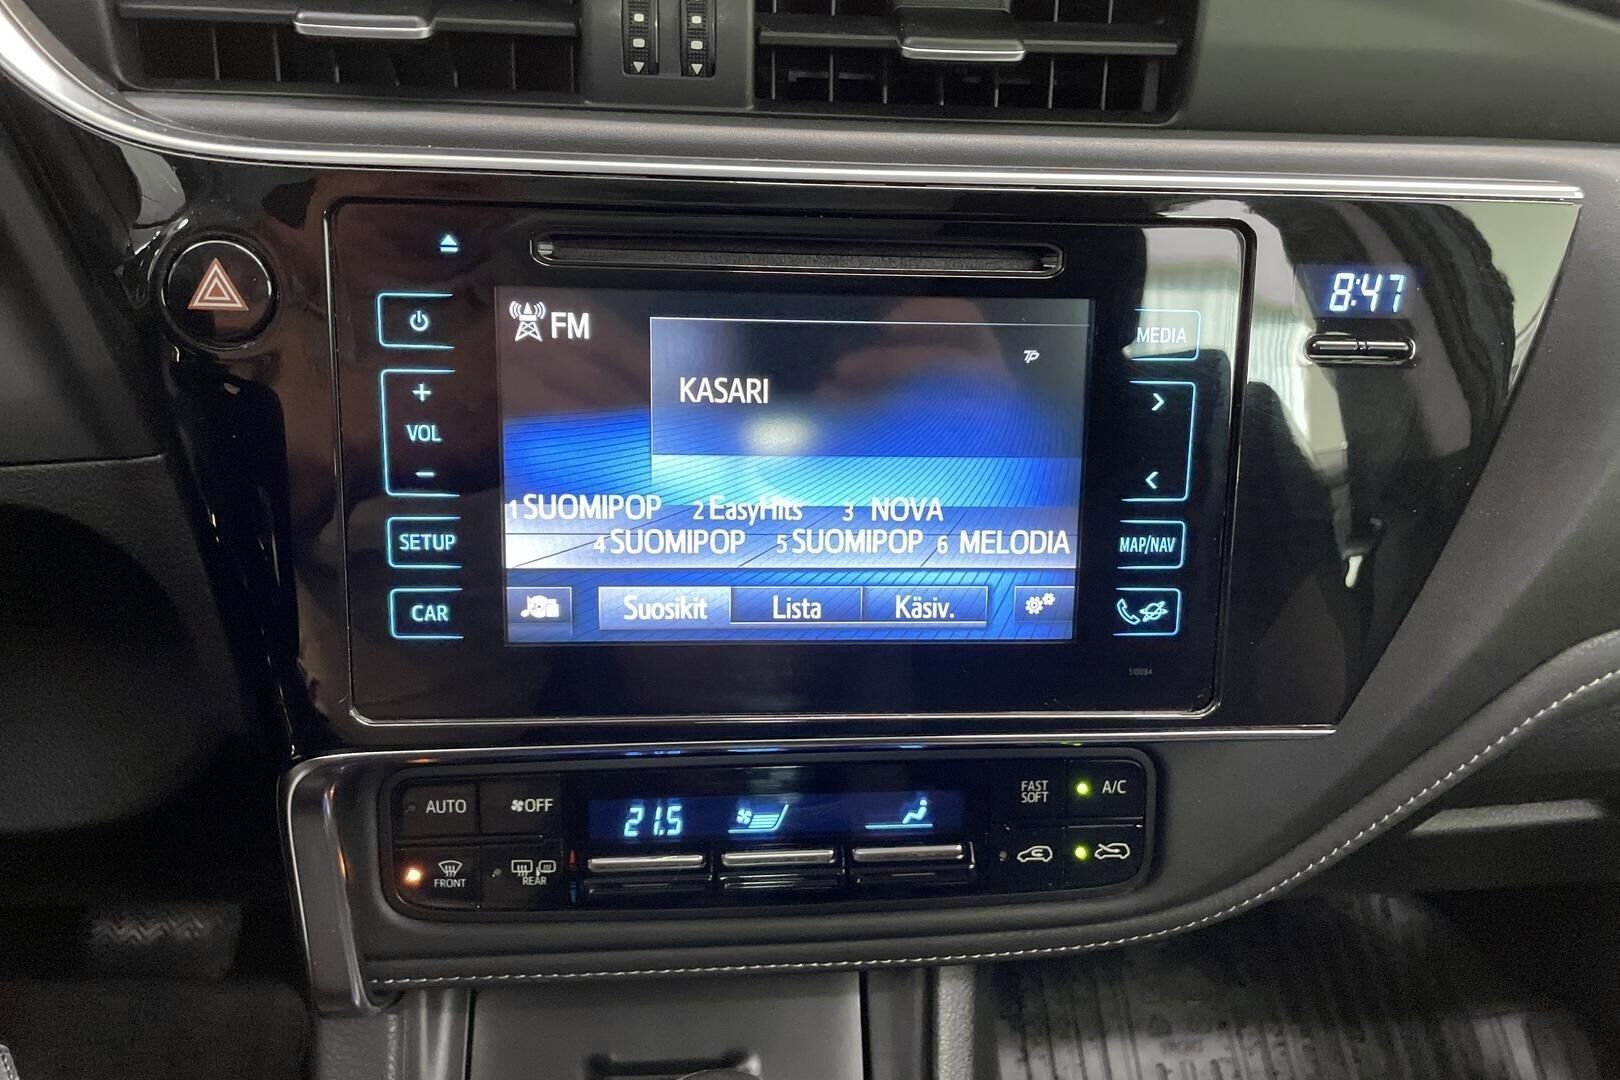 8:47
FM
MEDIA
TP
KASARI
+
VOL
-
1 SUOMIPOP 2 EasyHits 3 NOVA
4 SUOMIPOP 5 SUOMIPOP 6 MELODIA
SETUP
MAP/NAV
CAR
Suosikit Lista Käsiv.
510084
AUTO
OFF
21.5
FAST
SOFT
A/C
FRONT
REAR